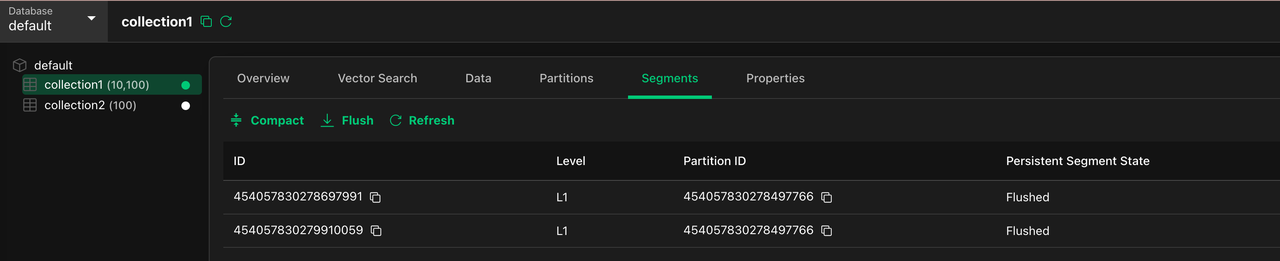 Database
default
collection1
default
collection1 (10,100)
collection2 (100)
Overview Vector Search Data Partitions Segments Properties
Compact Flush Refresh
ID Level Partition ID Persistent Segment State
454057830278697991 L1 454057830278497766 Flushed
454057830279910059 L1 454057830278497766 Flushed